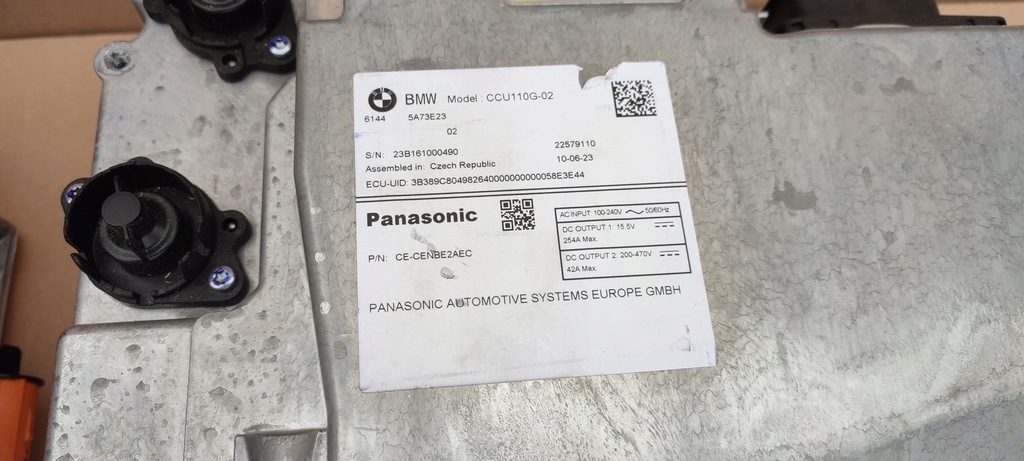 BMW Model : CCU110G-02
6144 5A73E23
02
S/N: 23B161000490 22579110
Assembled in: Czech Republic 10-06-23
ECU-UID: 3B389C80498264000000000058E3E44
Panasonic
AC INPUT: 100-240V ~ 50/60Hz
DC OUTPUT 1: 15.5V
254A Max.
DC OUTPUT 2: 200-470V
42A Max.
P/N: CE-CENBE2AEC
PANASONIC AUTOMOTIVE SYSTEMS EUROPE GMBH